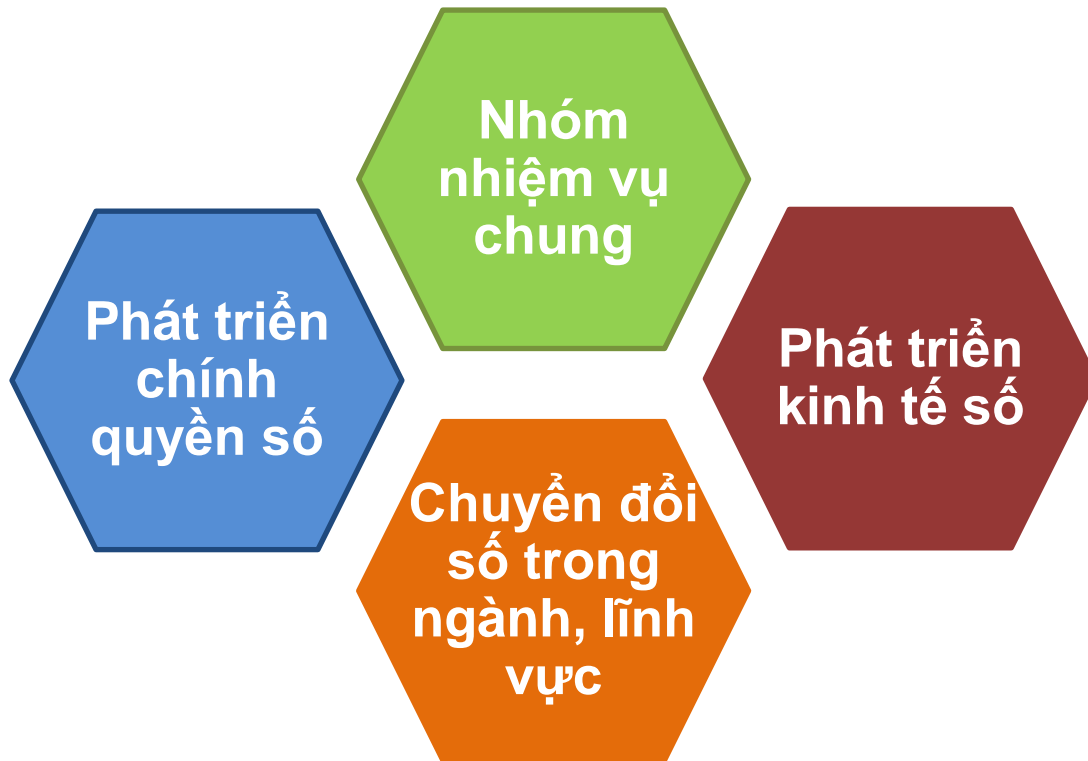 Nhóm
nhiệm vụ
chung
Phát triển
chính
quyền số
Phát triển
kinh tế số
Chuyển đổi
số trong
ngành, lĩnh
vực